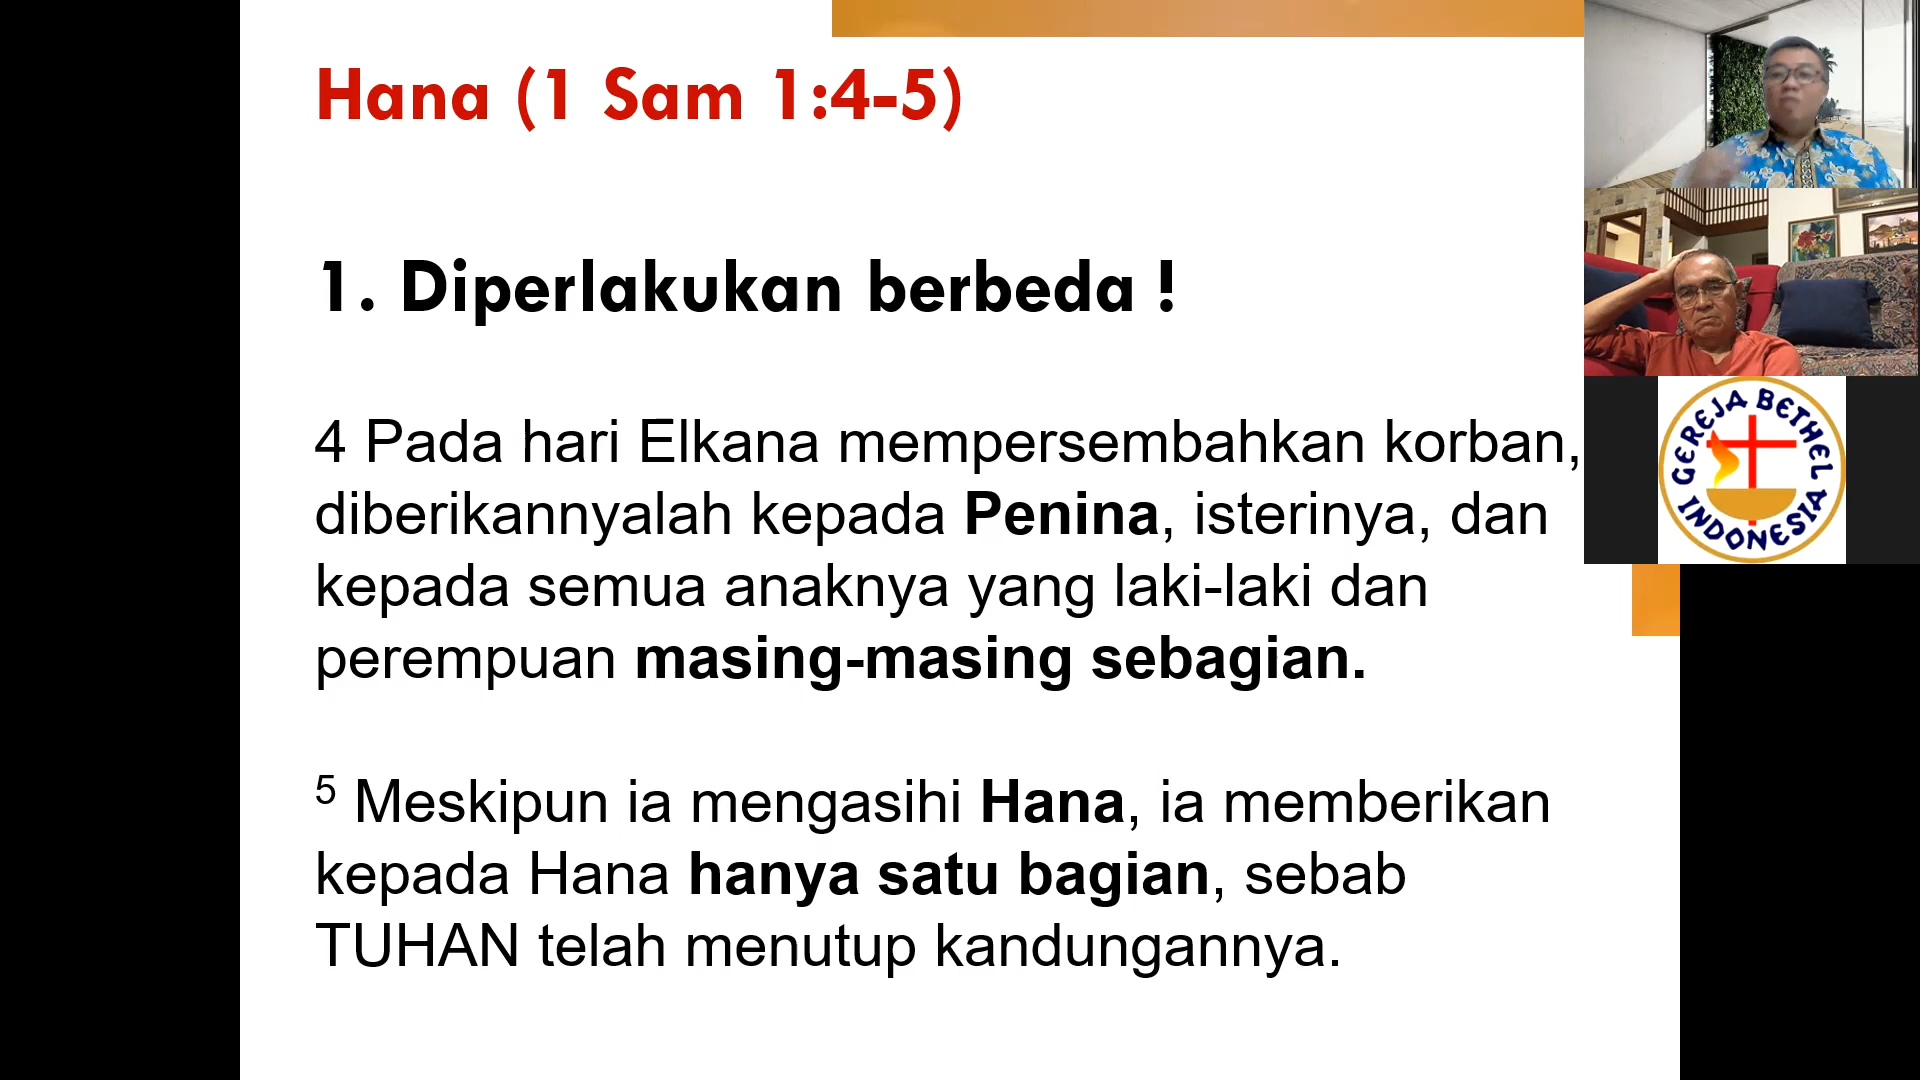 Hana (1 Sam 1:4-5)
1. Diperlakukan berbeda !
4 Pada hari Elkana mempersembahkan korban,
diberikannyalah kepada Penina, isterinya, dan
kepada semua anaknya yang laki-laki dan
perempuan masing-masing sebagian.
5 Meskipun ia mengasihi Hana, ia memberikan
kepada Hana hanya satu bagian, sebab
TUHAN telah menutup kandungannya.
GEREJA BETHEL
INDONESIA